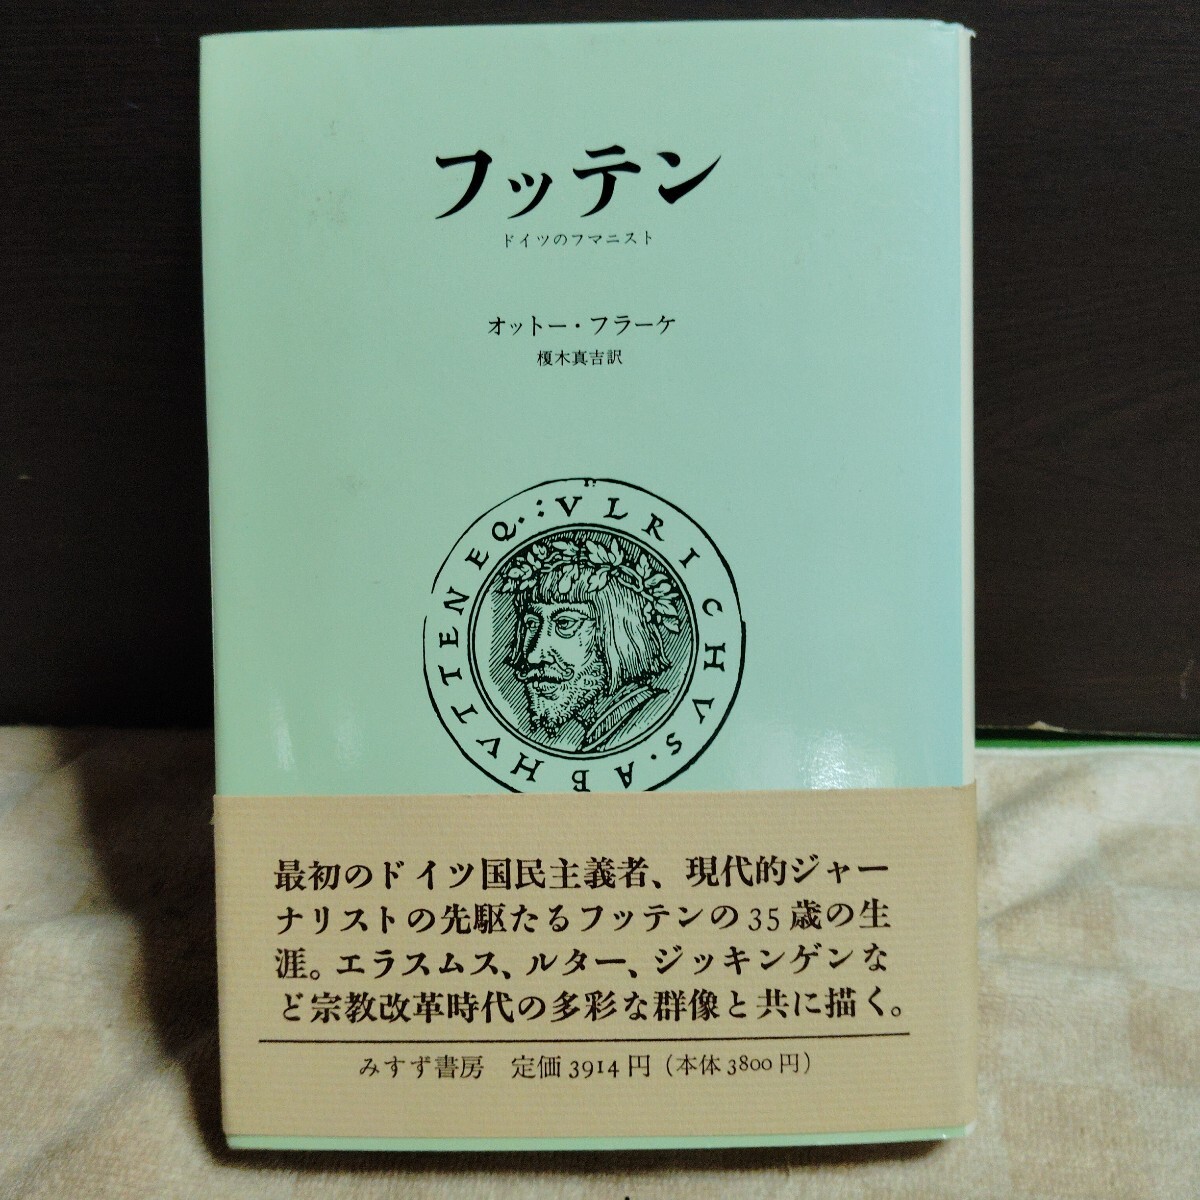 フッテン
ドイツのフマニスト
オットー・フラーケ
榎木真吉訳
VLRICHVS. AB HVTTEN EQ. :
最初のドイツ国民主義者、現代的ジャー
ナリストの先駆たるフッテンの35歳の生
涯。エラスムス、ルター、ジッキンゲンな
ど宗教改革時代の多彩な群像と共に描く。
みすず書房 定価3914円（本体3800円）